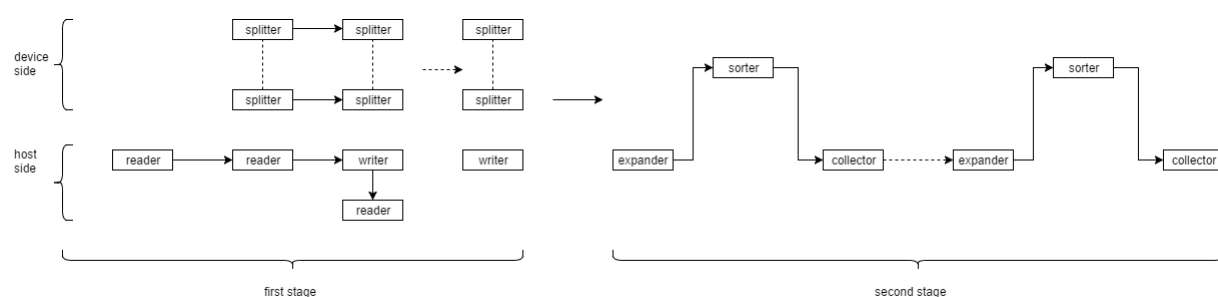 splitter splitter splitter
device
side
sorter sorter
splitter splitter splitter
host
side
reader reader writer writer expander collector expander collector
reader
first stage second stage